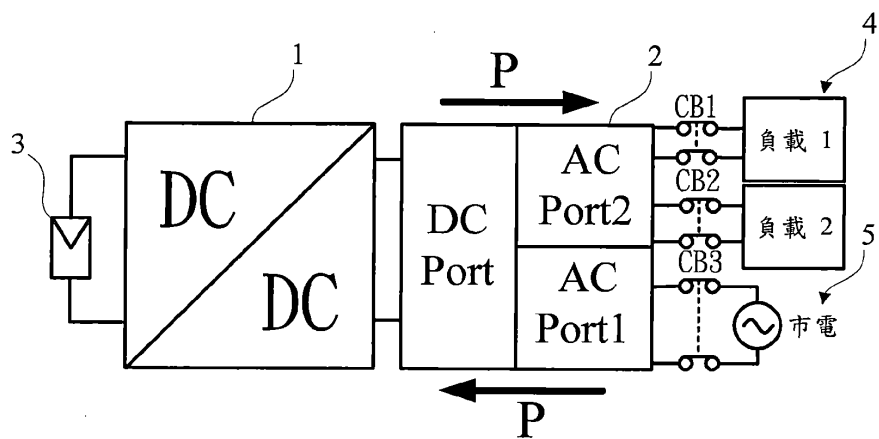 1
P
2
4
3
DC
DC
DC
Port
AC
Port2
AC
Port1
CB1
負載 1
CB2
負載 2
CB3
5
市電
P